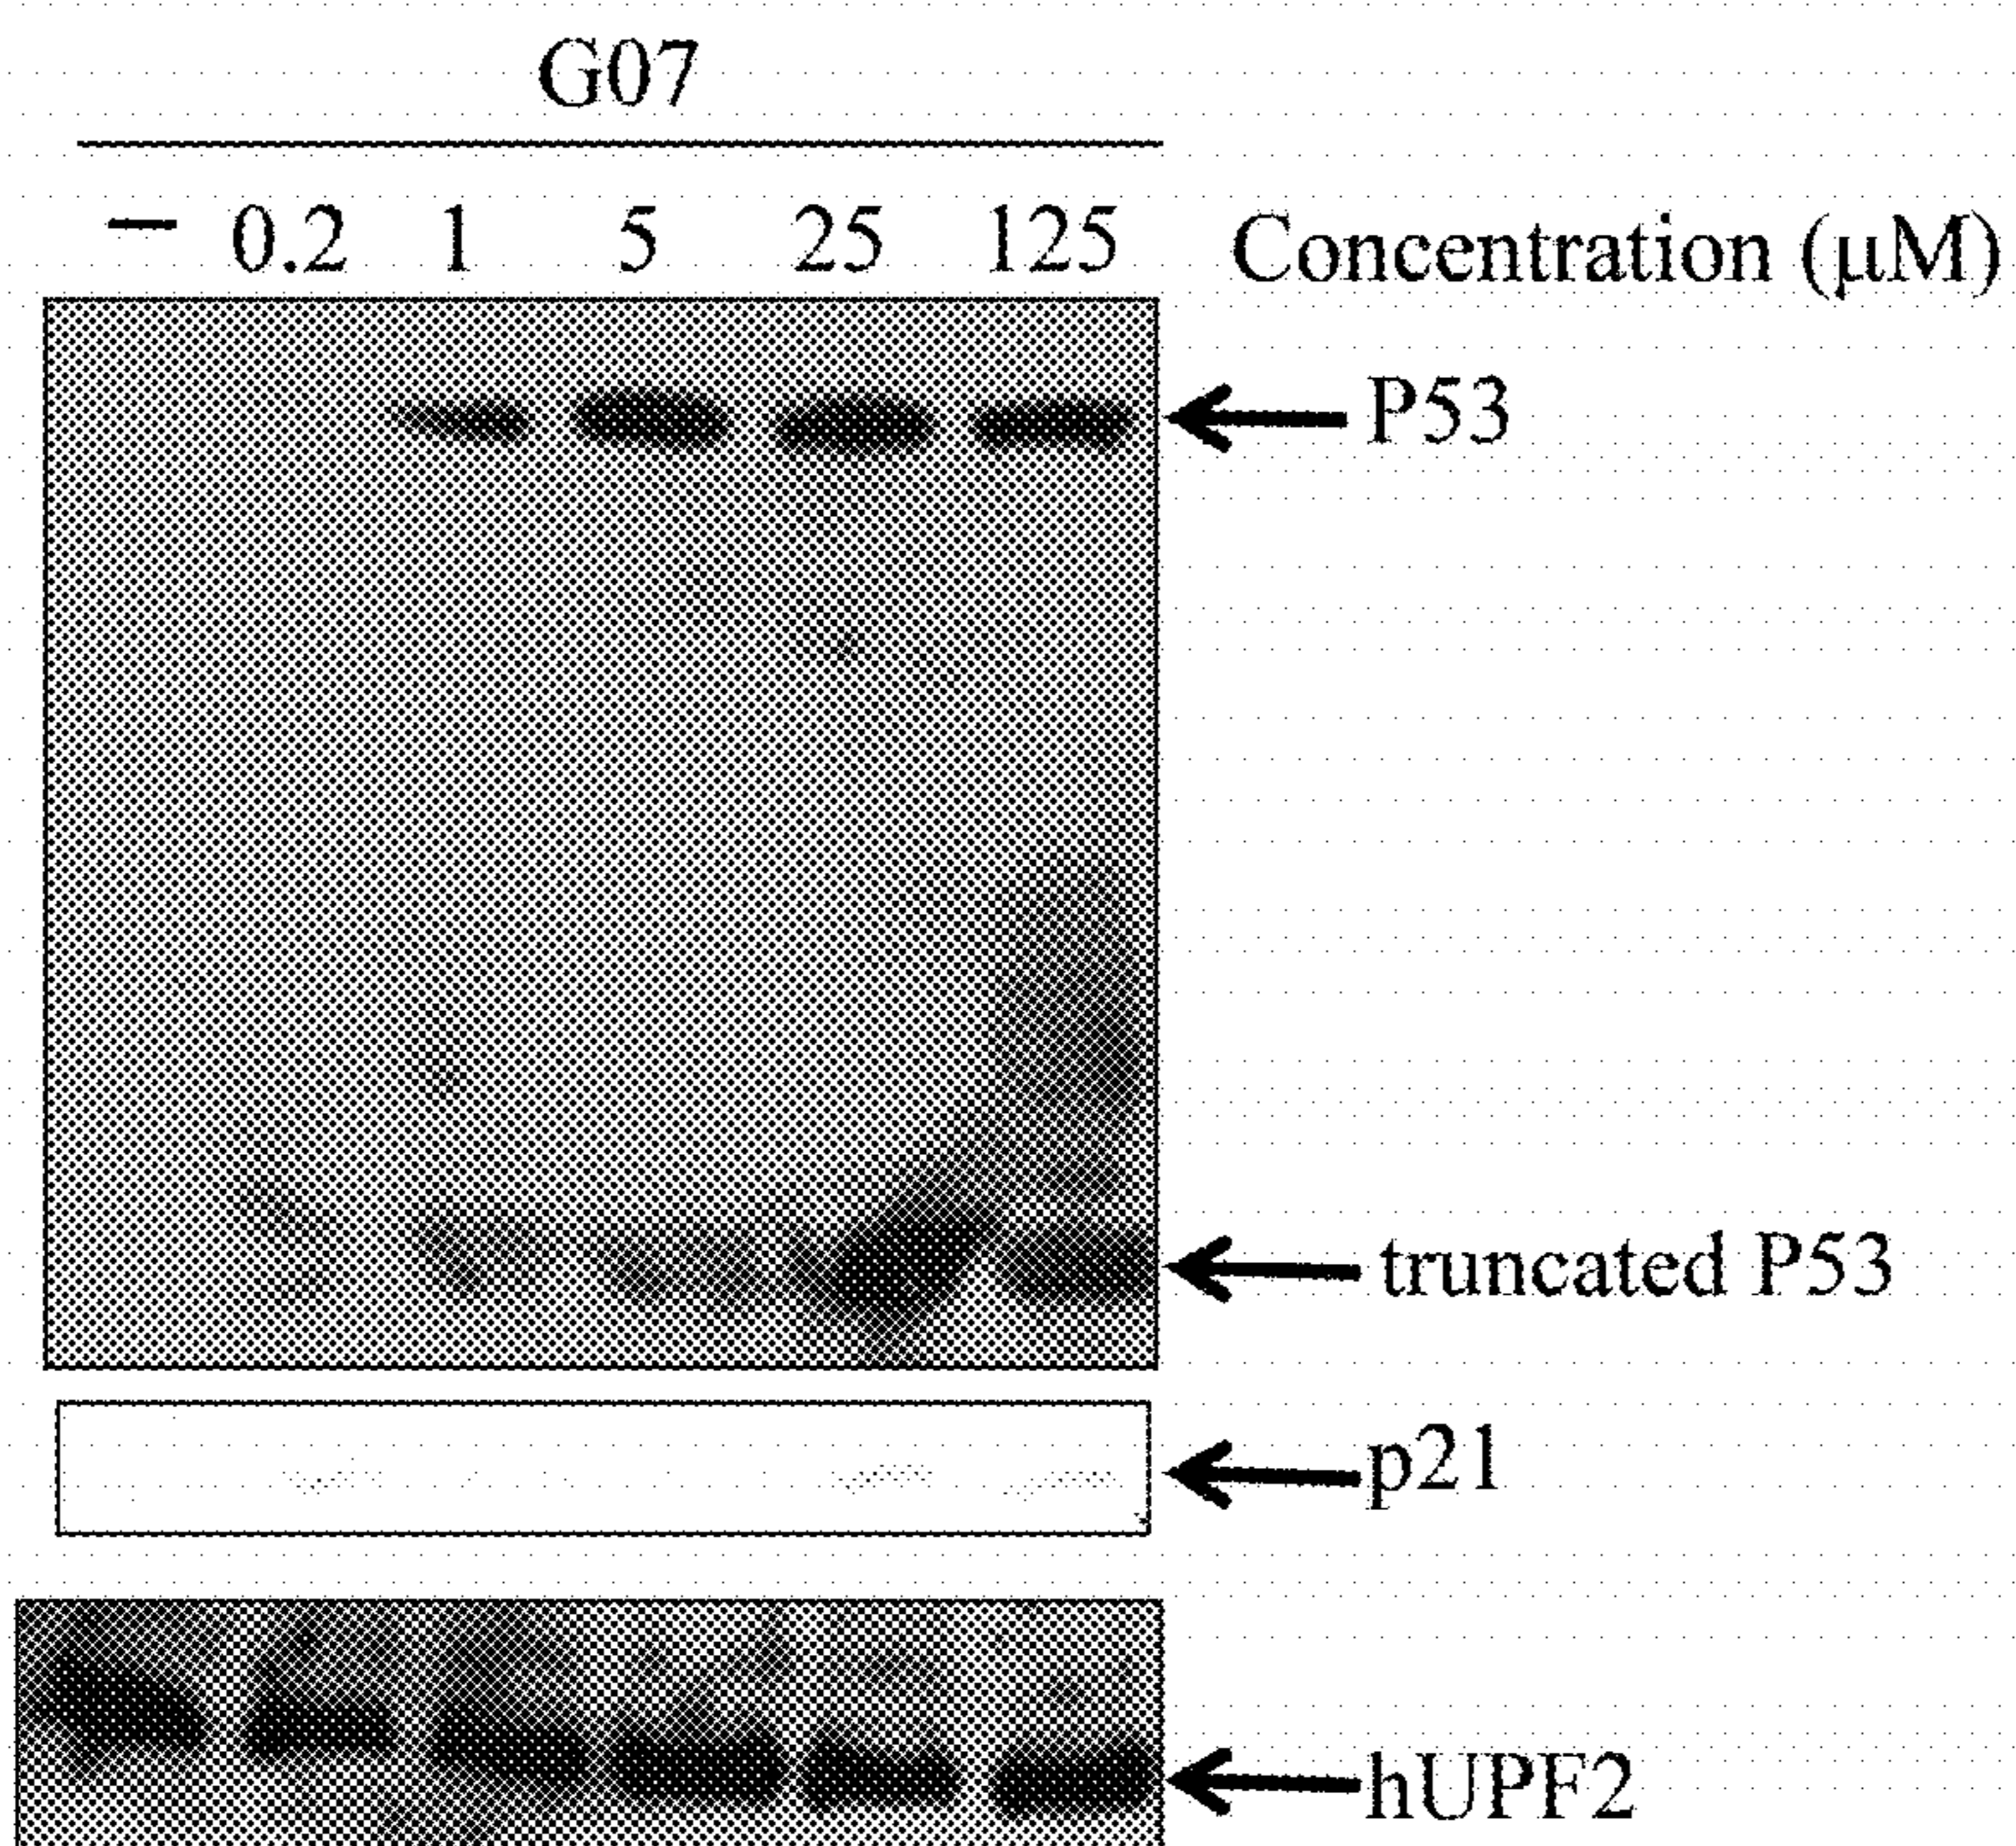 G07
– 0.2 1 5 25 125 Concentration (μM)
P53
truncated P53
p21
hUPF2